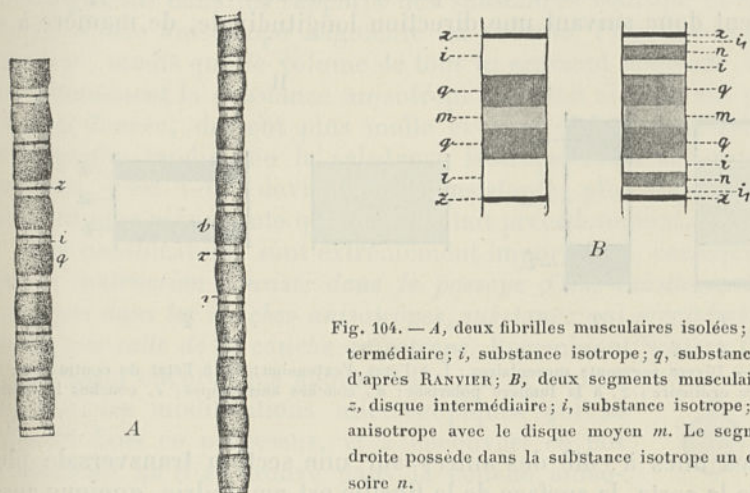 z
i
q
A
z
i
q
m
q
i
z
z
i1
n
i
q
m
q
i
n
i1
z
B
Fig. 104. — A, deux fibrilles musculaires isolées;
termédiaire; i, substance isotrope; q, substanc
d'après RANVIER; B, deux segments musculai
z, disque intermédiaire; i, substance isotrope;
anisotrope avec le disque moyen m. Le segm
droite possède dans la substance isotrope un d
soire n.